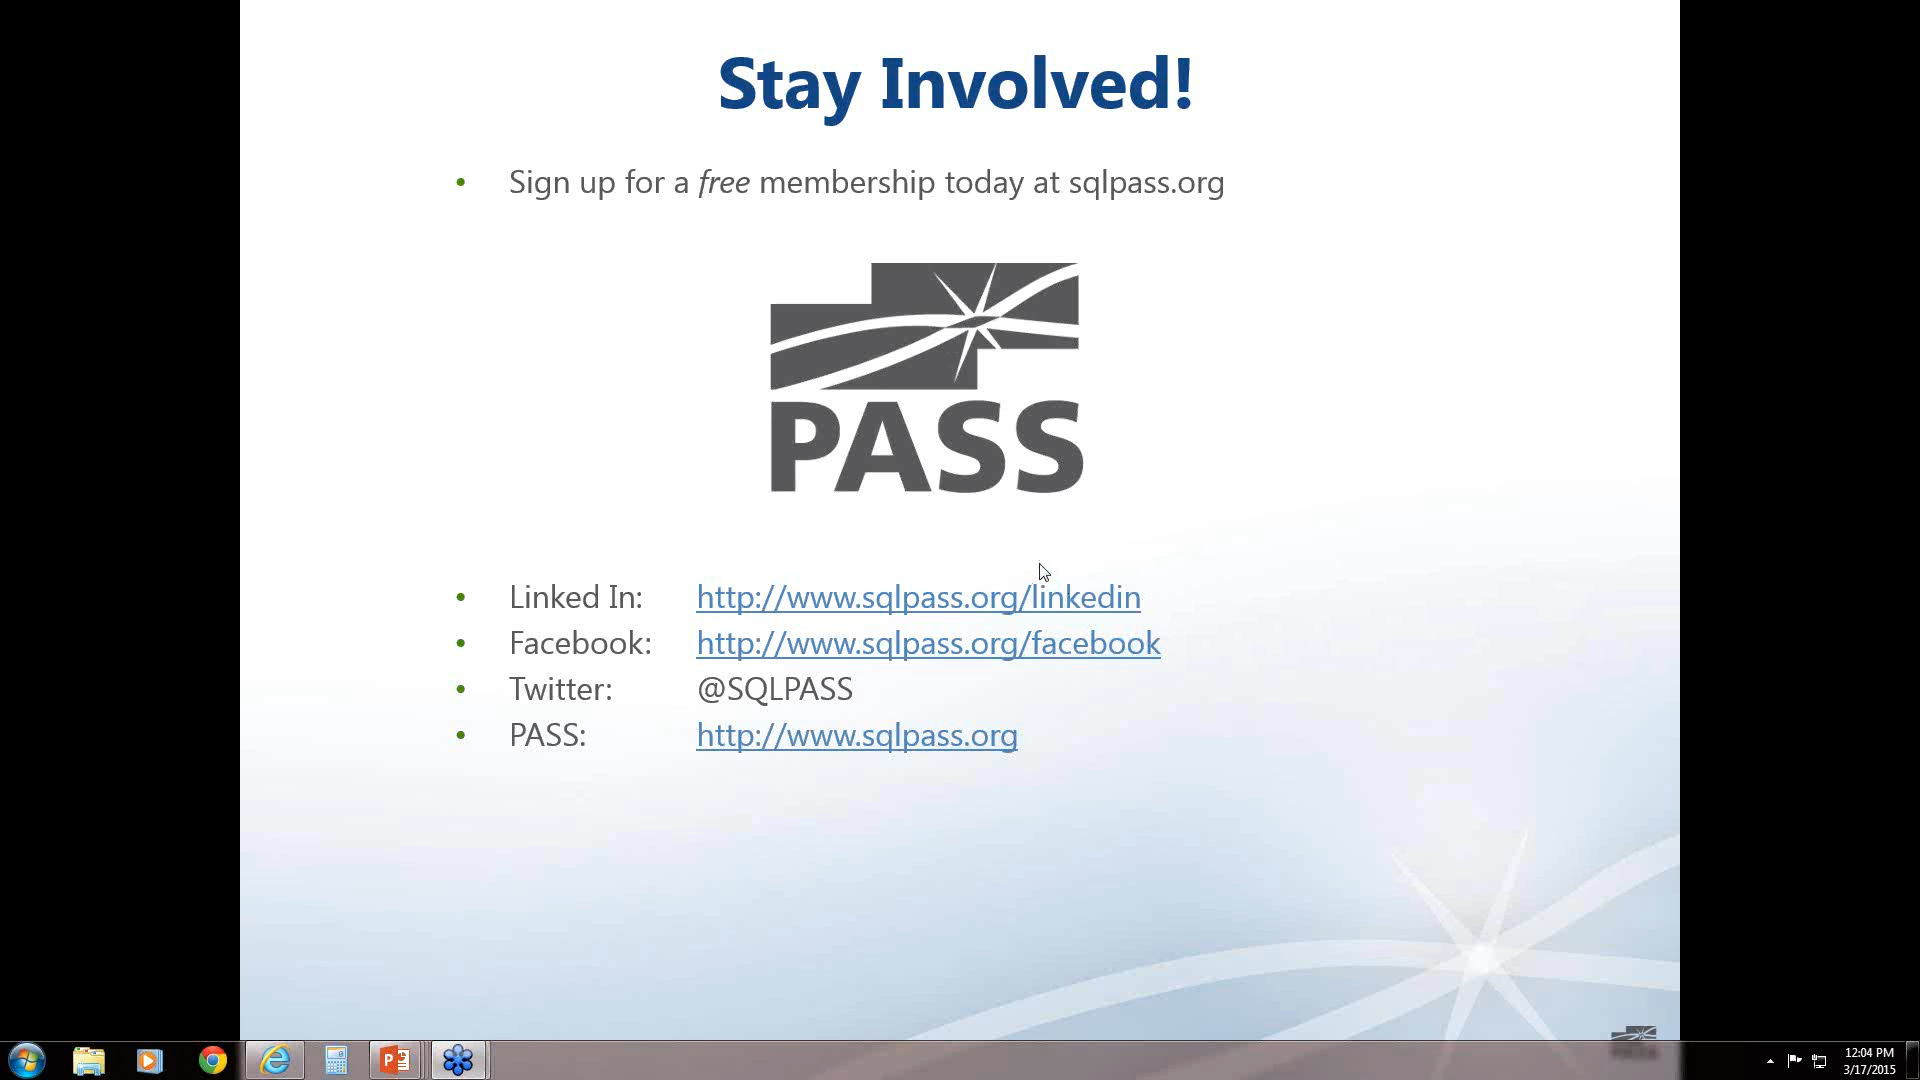 Stay Involved!
• Sign up for a free membership today at sqlpass.org
PASS
• Linked In: http://www.sqlpass.org/linkedin
• Facebook: http://www.sqlpass.org/facebook
• Twitter: @SQLPASS
• PASS: http://www.sqlpass.org
12:04 PM
3/17/2015